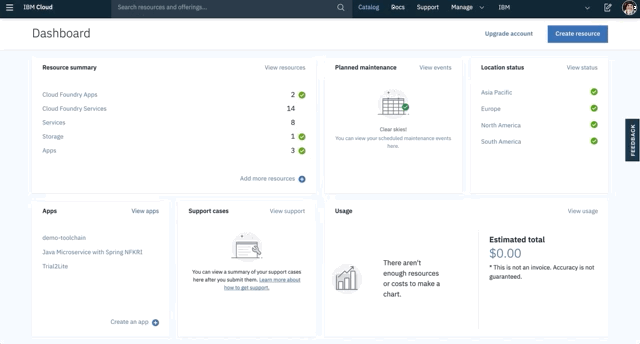 IBM Cloud
Search resources and offerings...
Catalog
Docs
Support
Manage
IBM
Dashboard
Upgrade account
Create resource
Resource summary
View resources
Cloud Foundry Apps 2
Cloud Foundry Services 14
Services 8
Storage 1
Apps 3
Add more resources
Planned maintenance
View events
Clear skies!
You can view your scheduled maintenance events
here.
Location status
View status
Asia Pacific
Europe
North America
South America
FEEDBACK
Apps
View apps
demo-toolchain
Java Microservice with Spring NFKRI
Trial2Lite
Create an app
Support cases
View support
You can view a summary of your support cases
here after you submit them. Learn more about
how to get support.
Usage
View usage
There aren't
enough resources
or costs to make a
chart.
Estimated total
$0.00
* This is not an invoice. Accuracy is not
guaranteed.